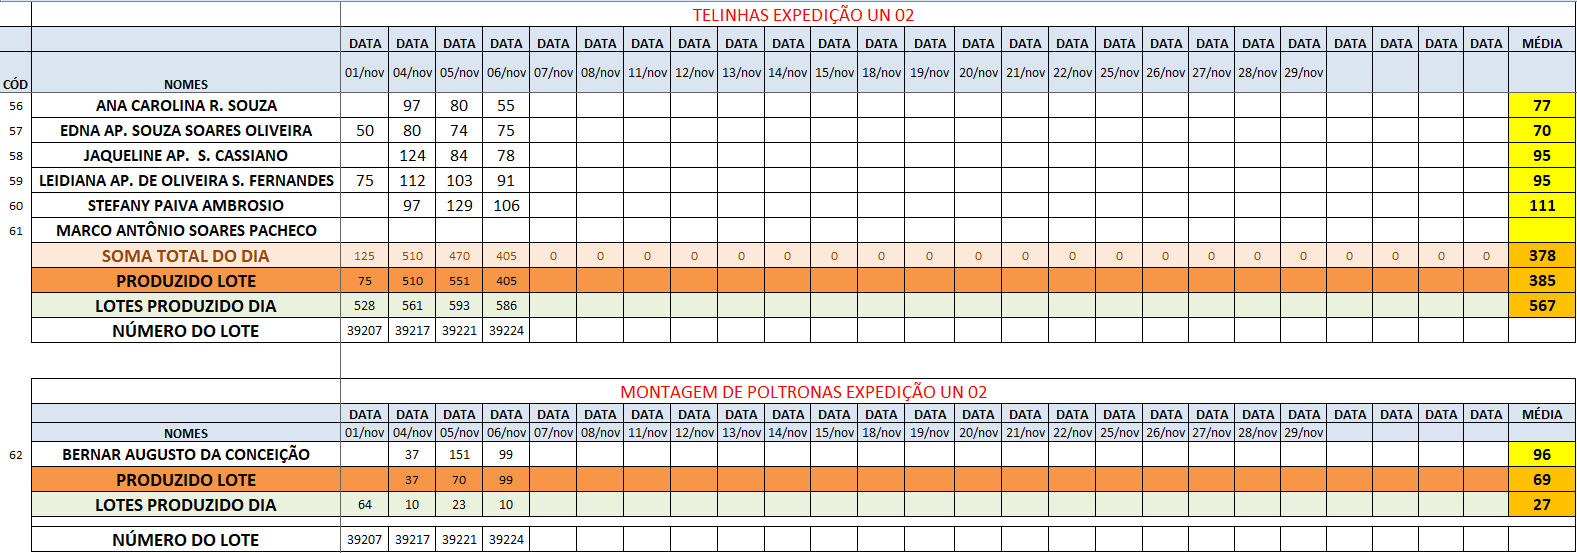 TELINHAS EXPEDIÇÃO UN 02
DATA DATA DATA DATA DATA DATA DATA DATA DATA DATA DATA DATA DATA DATA DATA DATA DATA DATA DATA DATA DATA DATA DATA DATA DATA MÉDIA
CÓD NOMES 01/nov 04/nov 05/nov 06/nov 07/nov 08/nov 11/nov 12/nov 13/nov 14/nov 15/nov 18/nov 19/nov 20/nov 21/nov 22/nov 25/nov 26/nov 27/nov 28/nov 29/nov
56 ANA CAROLINA R. SOUZA 97 80 55 77
57 EDNA AP. SOUZA SOARES OLIVEIRA 50 80 74 75 70
58 JAQUELINE AP. S. CASSIANO 124 84 78 95
59 LEIDIANA AP. DE OLIVEIRA S. FERNANDES 75 112 103 91 95
60 STEFANY PAIVA AMBROSIO 97 129 106 111
61 MARCO ANTÔNIO SOARES PACHECO
SOMA TOTAL DO DIA 125 510 470 405 0 0 0 0 0 0 0 0 0 0 0 0 0 0 0 0 0 0 0 0 0 378
PRODUZIDO LOTE 75 510 551 405 385
LOTES PRODUZIDO DIA 528 561 593 586 567
NÚMERO DO LOTE 39207 39217 39221 39224
MONTAGEM DE POLTRONAS EXPEDIÇÃO UN 02
DATA DATA DATA DATA DATA DATA DATA DATA DATA DATA DATA DATA DATA DATA DATA DATA DATA DATA DATA DATA DATA DATA DATA DATA DATA MÉDIA
NOMES 01/nov 04/nov 05/nov 06/nov 07/nov 08/nov 11/nov 12/nov 13/nov 14/nov 15/nov 18/nov 19/nov 20/nov 21/nov 22/nov 25/nov 26/nov 27/nov 28/nov 29/nov
62 BERNAR AUGUSTO DA CONCEIÇÃO 37 151 99 96
PRODUZIDO LOTE 37 70 99 69
LOTES PRODUZIDO DIA 64 10 23 10 27
NÚMERO DO LOTE 39207 39217 39221 39224